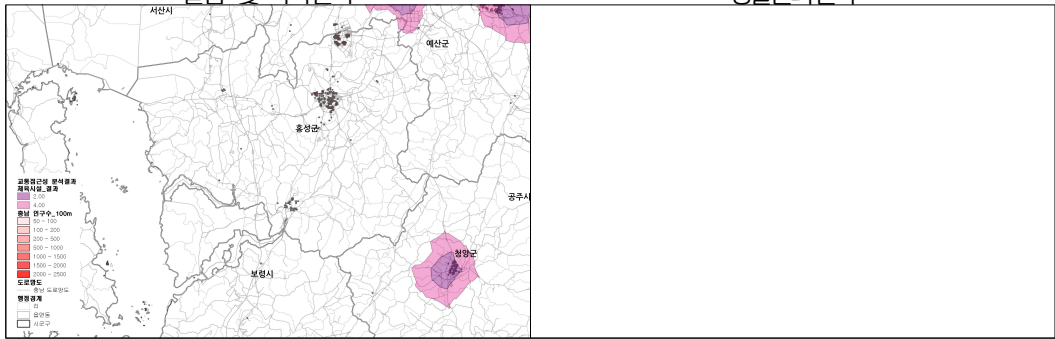 서산시
예산군
홍성군
공주시
청양군
보령시
교통접근성 분석결과
체육시설_결과
2.00
4.00
충남 인구수_100m
50 - 100
100 - 200
200 - 500
500 - 1000
1000 - 1500
1500 - 2000
2000 - 2500
도로망도
충남 도로망도
행정경계
리
읍면동
시군구